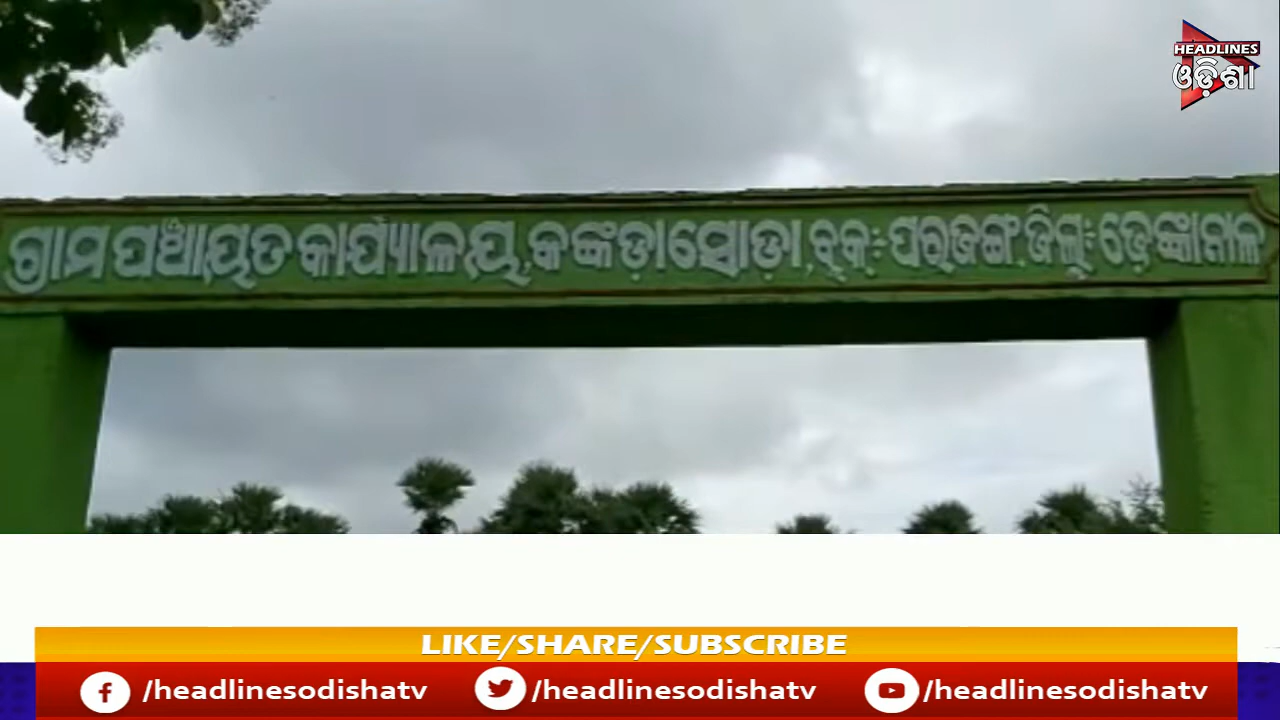 HEADLINES
ଓଡ଼ିଶା
ଗ୍ରାମ ପଞ୍ଚାୟତ କାର୍ଯ୍ୟାଳୟ, କଙ୍କଡ଼ାସୋଡ଼ା, ବ୍ଲକ: ପରଜଙ୍ଗ, ଜିଲ୍ଲା: ଢ଼େଙ୍କାନାଳ
LIKE/SHARE/SUBSCRIBE
/headlinesodishatv /headlinesodishatv /headlinesodishatv